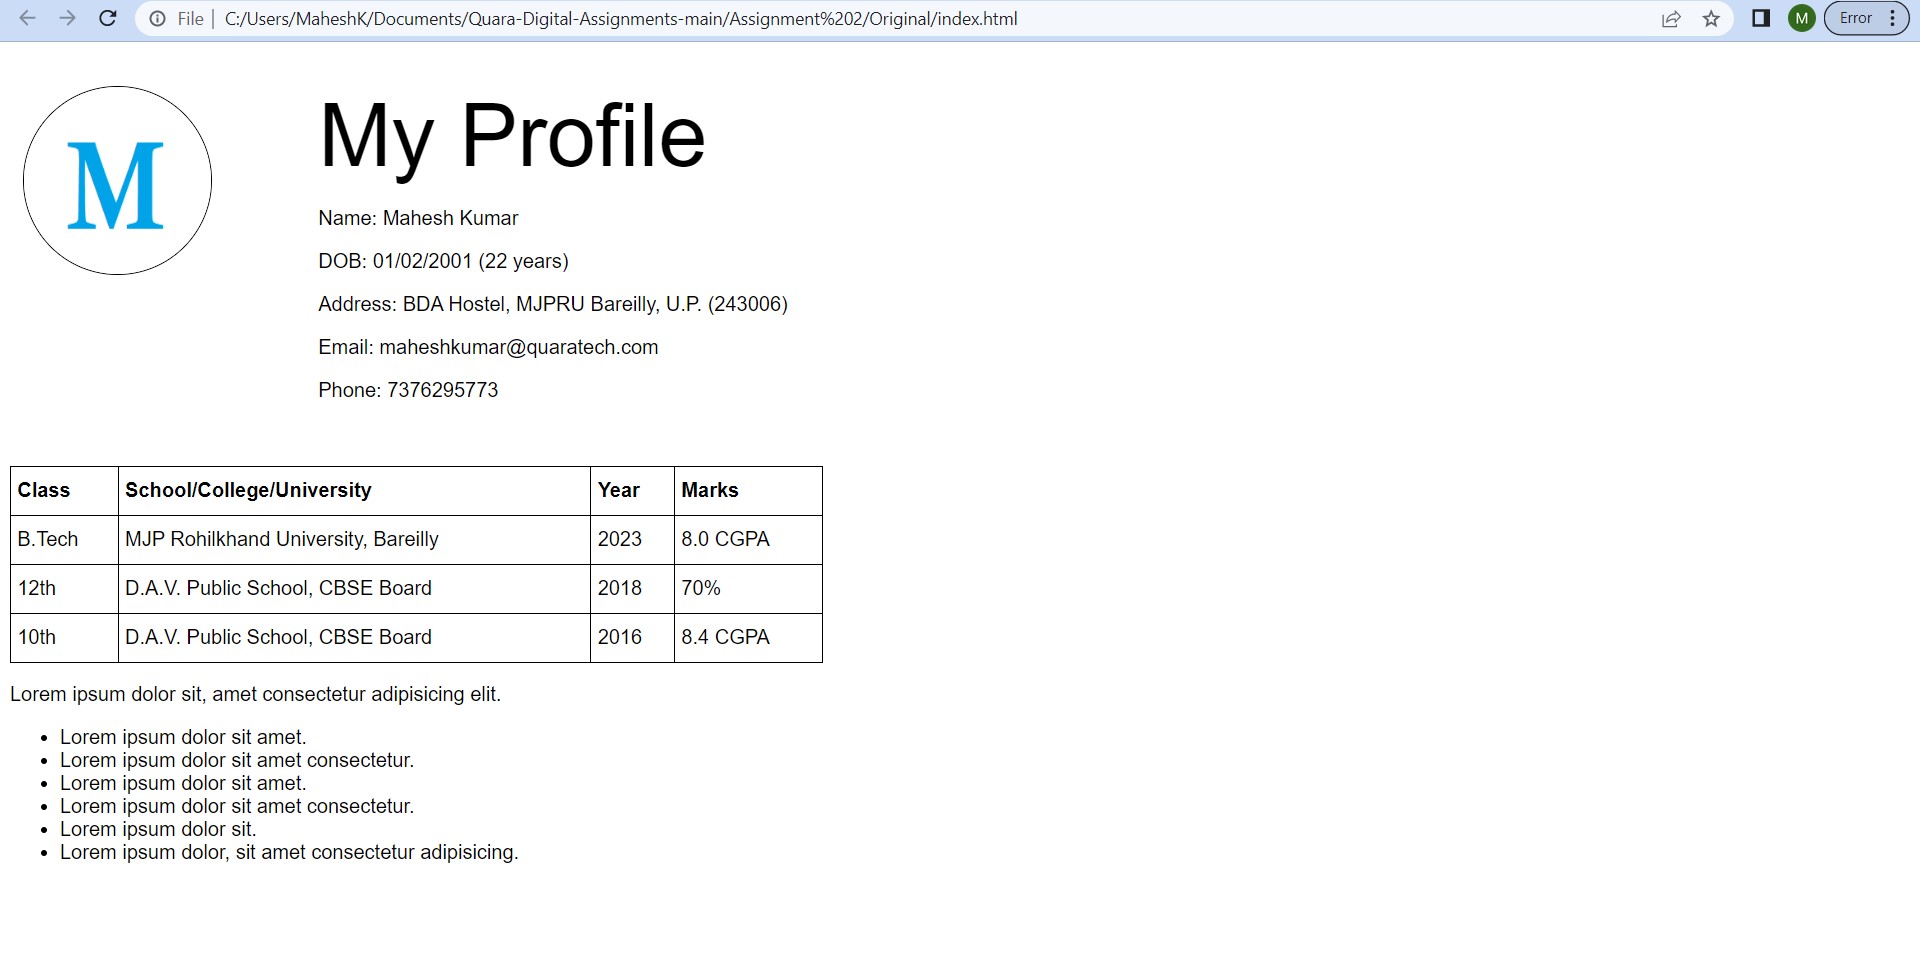 File | C:/Users/MaheshK/Documents/Quara-Digital-Assignments-main/Assignment%202/Original/index.html M Error
M
My Profile
Name: Mahesh Kumar
DOB: 01/02/2001 (22 years)
Address: BDA Hostel, MJPRU Bareilly, U.P. (243006)
Email: maheshkumar@quaratech.com
Phone: 7376295773
Class School/College/University Year Marks
B.Tech MJP Rohilkhand University, Bareilly 2023 8.0 CGPA
12th D.A.V. Public School, CBSE Board 2018 70%
10th D.A.V. Public School, CBSE Board 2016 8.4 CGPA
Lorem ipsum dolor sit, amet consectetur adipisicing elit.
• Lorem ipsum dolor sit amet.
• Lorem ipsum dolor sit amet consectetur.
• Lorem ipsum dolor sit amet.
• Lorem ipsum dolor sit amet consectetur.
• Lorem ipsum dolor sit.
• Lorem ipsum dolor, sit amet consectetur adipisicing.